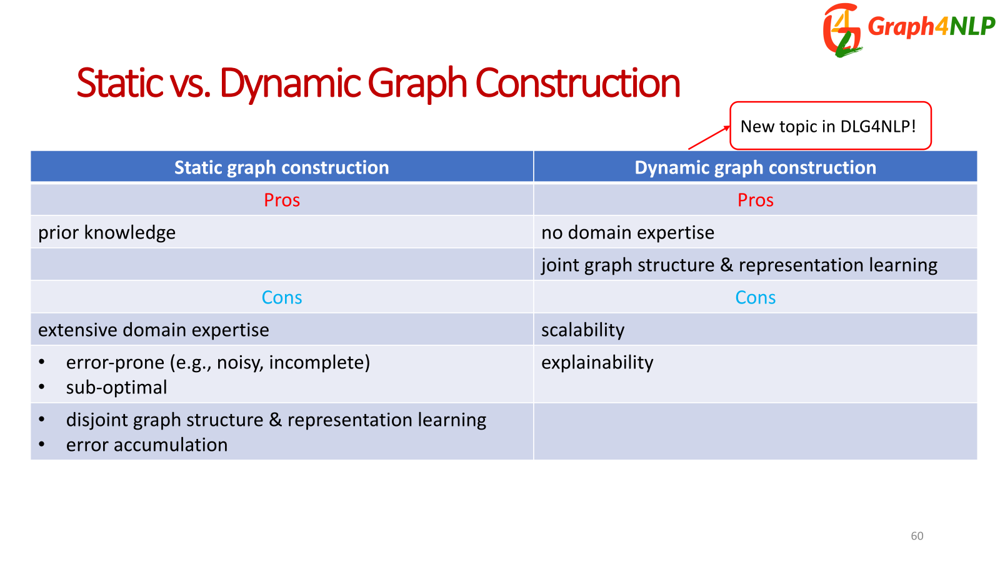 Graph4NLP
Static vs. Dynamic Graph Construction
New topic in DLG4NLP!
Static graph construction
Dynamic graph construction
Pros
Pros
prior knowledge
no domain expertise
joint graph structure & representation learning
Cons
Cons
extensive domain expertise
scalability
• error-prone (e.g., noisy, incomplete)
• sub-optimal
explainability
• disjoint graph structure & representation learning
• error accumulation
60